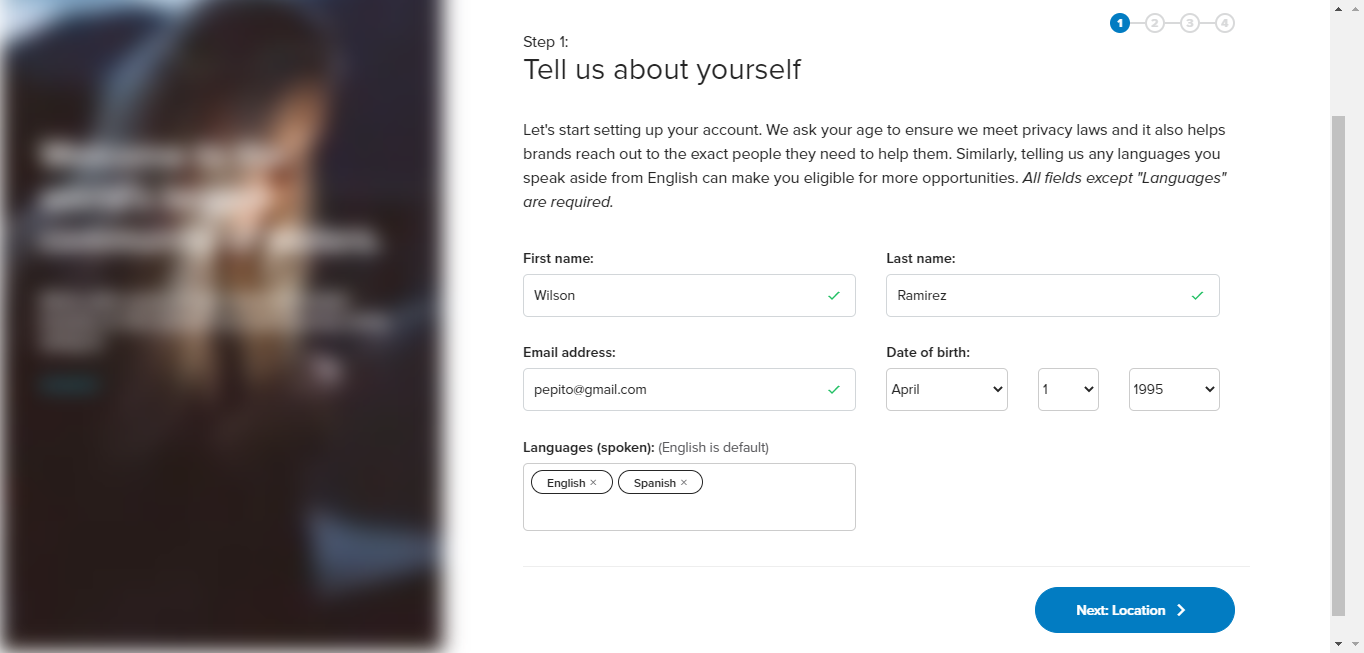 1 2 3 4
Step 1:
Tell us about yourself
Let's start setting up your account. We ask your age to ensure we meet privacy laws and it also helps
brands reach out to the exact people they need to help them. Similarly, telling us any languages you
speak aside from English can make you eligible for more opportunities. All fields except "Languages"
are required.
First name: Last name:
Wilson Ramirez
Email address: Date of birth:
pepito@gmail.com April 1 1995
Languages (spoken): (English is default)
English × Spanish ×
Next: Location